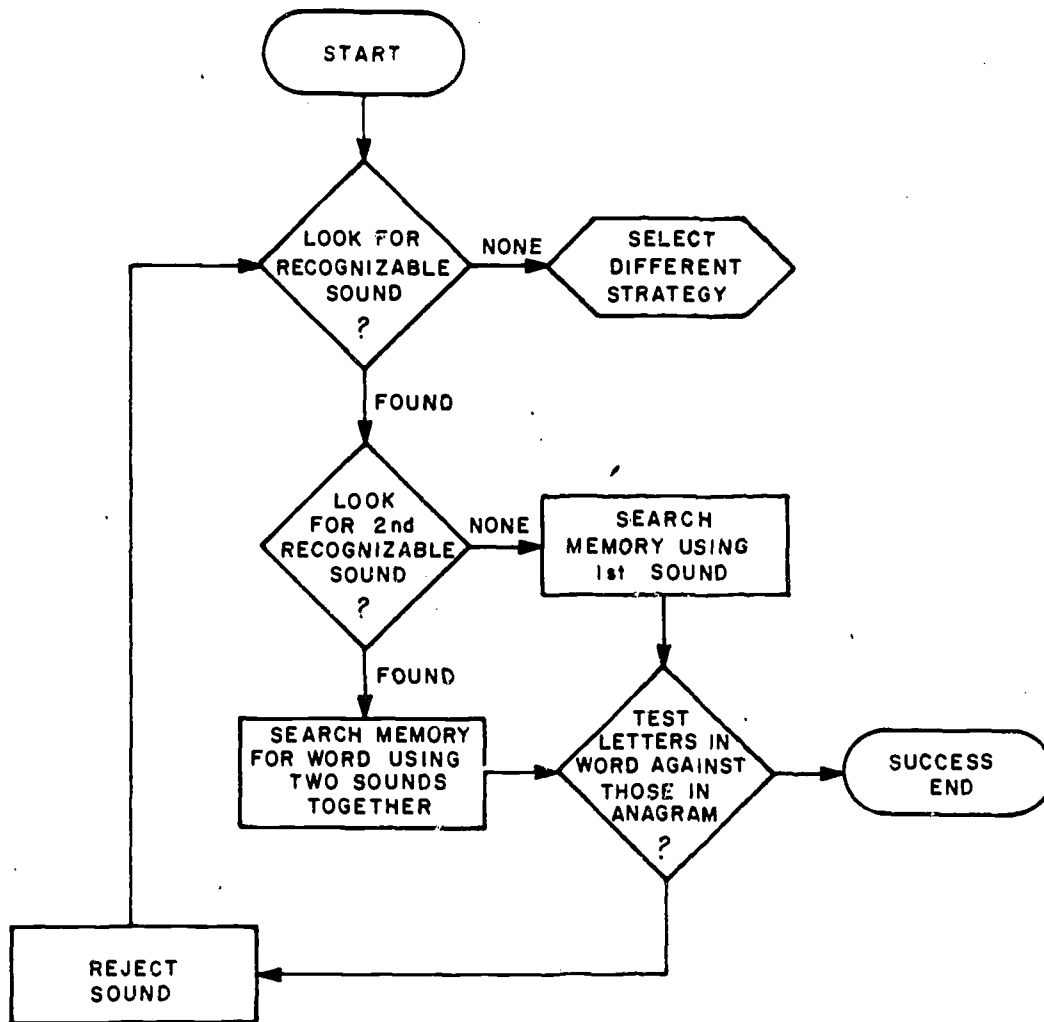 START
LOOK FOR
RECOGNIZABLE
SOUND
?
NONE
SELECT
DIFFERENT
STRATEGY
FOUND
LOOK
FOR 2nd
RECOGNIZABLE
SOUND
?
NONE
SEARCH
MEMORY USING
1st SOUND
FOUND
SEARCH MEMORY
FOR WORD USING
TWO SOUNDS
TOGETHER
TEST
LETTERS IN
WORD AGAINST
THOSE IN
ANAGRAM
?
SUCCESS
END
REJECT
SOUND